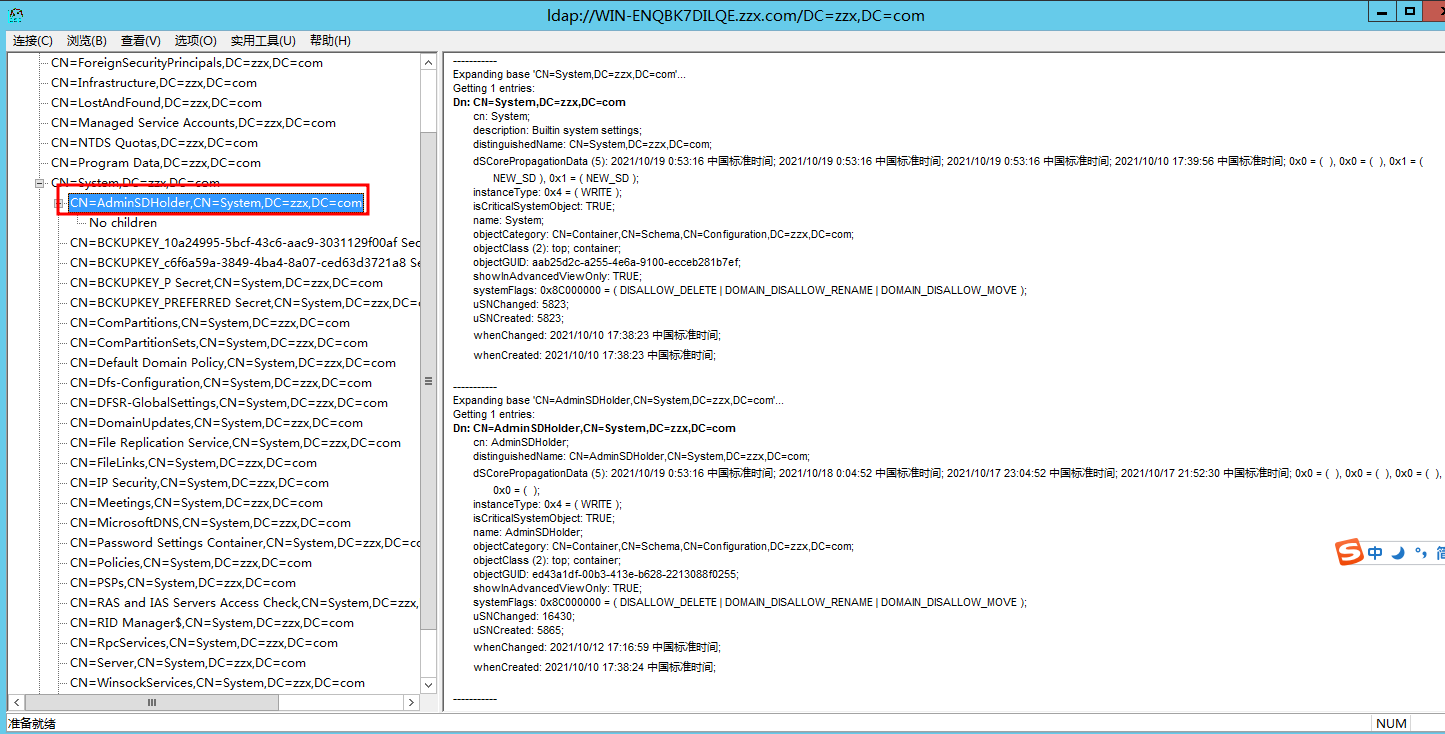 ldap://WIN-ENQBK7DILQE.zzx.com/DC=zzx,DC=com
连接(C) 浏览(B) 查看(V) 选项(O) 实用工具(U) 帮助(H)
CN=ForeignSecurityPrincipals,DC=zzx,DC=com
CN=Infrastructure,DC=zzx,DC=com
CN=LostAndFound,DC=zzx,DC=com
CN=Managed Service Accounts,DC=zzx,DC=com
CN=NTDS Quotas,DC=zzx,DC=com
CN=Program Data,DC=zzx,DC=com
CN=System,DC=zzx,DC=com
CN=AdminSDHolder,CN=System,DC=zzx,DC=com
No children
CN=BCKUPKEY_10a24995-5bcf-43c6-aac9-3031129f00af Sec
CN=BCKUPKEY_c6f6a59a-3849-4ba4-8a07-ced63d3721a8 Se
CN=BCKUPKEY_P Secret,CN=System,DC=zzx,DC=com
CN=BCKUPKEY_PREFERRED Secret,CN=System,DC=zzx,DC=
CN=ComPartitions,CN=System,DC=zzx,DC=com
CN=ComPartitionSets,CN=System,DC=zzx,DC=com
CN=Default Domain Policy,CN=System,DC=zzx,DC=com
CN=Dfs-Configuration,CN=System,DC=zzx,DC=com
CN=DFSR-GlobalSettings,CN=System,DC=zzx,DC=com
CN=DomainUpdates,CN=System,DC=zzx,DC=com
CN=File Replication Service,CN=System,DC=zzx,DC=com
CN=FileLinks,CN=System,DC=zzx,DC=com
CN=IP Security,CN=System,DC=zzx,DC=com
CN=Meetings,CN=System,DC=zzx,DC=com
CN=MicrosoftDNS,CN=System,DC=zzx,DC=com
CN=Password Settings Container,CN=System,DC=zzx,DC=co
CN=Policies,CN=System,DC=zzx,DC=com
CN=PSPs,CN=System,DC=zzx,DC=com
CN=RAS and IAS Servers Access Check,CN=System,DC=zzx,
CN=RID Manager$,CN=System,DC=zzx,DC=com
CN=RpcServices,CN=System,DC=zzx,DC=com
CN=Server,CN=System,DC=zzx,DC=com
CN=WinsockServices,CN=System,DC=zzx,DC=com
-----------
Expanding base 'CN=System,DC=zzx,DC=com'...
Getting 1 entries:
Dn: CN=System,DC=zzx,DC=com
cn: System;
description: Builtin system settings;
distinguishedName: CN=System,DC=zzx,DC=com;
dSCorePropagationData (5): 2021/10/19 0:53:16 中国标准时间; 2021/10/19 0:53:16 中国标准时间; 2021/10/19 0:53:16 中国标准时间; 2021/10/10 17:39:56 中国标准时间; 0x0 = ( ), 0x0 = ( ), 0x1 = (
NEW_SD ), 0x1 = ( NEW_SD );
instanceType: 0x4 = ( WRITE );
isCriticalSystemObject: TRUE;
name: System;
objectCategory: CN=Container,CN=Schema,CN=Configuration,DC=zzx,DC=com;
objectClass (2): top; container;
objectGUID: aab25d2c-a255-4e6a-9100-ecceb281b7ef;
showInAdvancedViewOnly: TRUE;
systemFlags: 0x8C000000 = ( DISALLOW_DELETE | DOMAIN_DISALLOW_RENAME | DOMAIN_DISALLOW_MOVE );
uSNChanged: 5823;
uSNCreated: 5823;
whenChanged: 2021/10/10 17:38:23 中国标准时间;
whenCreated: 2021/10/10 17:38:23 中国标准时间;
-----------
Expanding base 'CN=AdminSDHolder,CN=System,DC=zzx,DC=com'...
Getting 1 entries:
Dn: CN=AdminSDHolder,CN=System,DC=zzx,DC=com
cn: AdminSDHolder;
distinguishedName: CN=AdminSDHolder,CN=System,DC=zzx,DC=com;
dSCorePropagationData (5): 2021/10/19 0:53:16 中国标准时间; 2021/10/18 0:04:52 中国标准时间; 2021/10/17 23:04:52 中国标准时间; 2021/10/17 21:52:30 中国标准时间; 0x0 = ( ), 0x0 = ( ), 0x0 = ( ),
0x0 = ( );
instanceType: 0x4 = ( WRITE );
isCriticalSystemObject: TRUE;
name: AdminSDHolder;
objectCategory: CN=Container,CN=Schema,CN=Configuration,DC=zzx,DC=com;
objectClass (2): top; container;
objectGUID: ed43a1df-00b3-413e-b628-2213088f0255;
showInAdvancedViewOnly: TRUE;
systemFlags: 0x8C000000 = ( DISALLOW_DELETE | DOMAIN_DISALLOW_RENAME | DOMAIN_DISALLOW_MOVE );
uSNChanged: 16430;
uSNCreated: 5865;
whenChanged: 2021/10/12 17:16:59 中国标准时间;
whenCreated: 2021/10/10 17:38:24 中国标准时间;
-----------
S 中 简
准备就绪
NUM